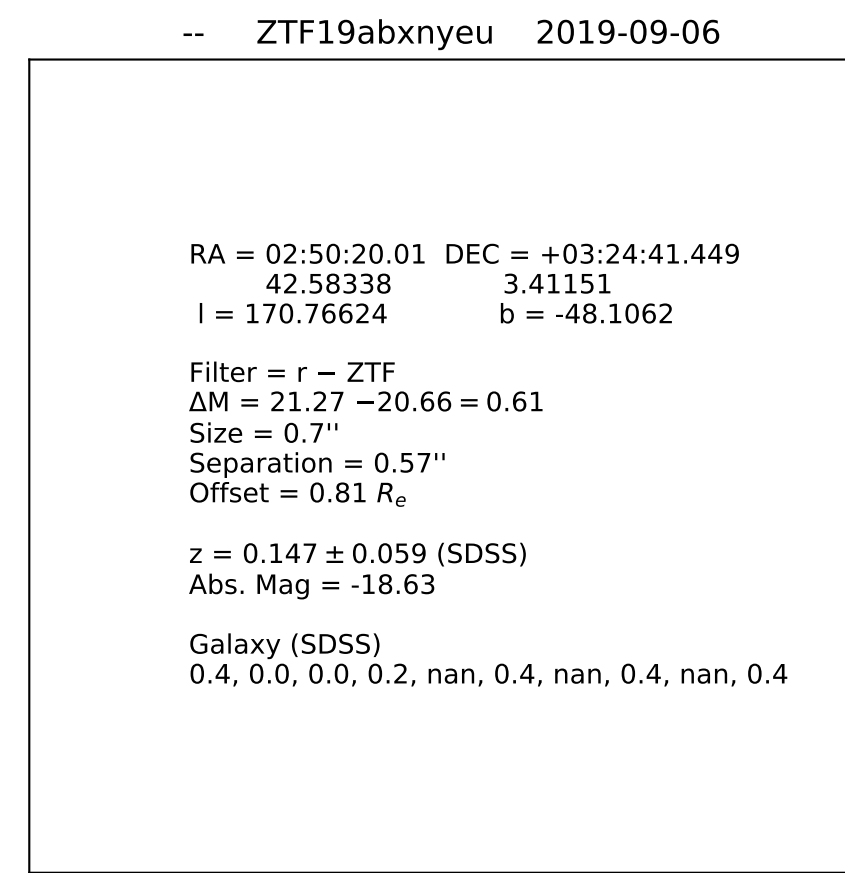 -- ZTF19abxnyeu 2019-09-06
RA = 02:50:20.01 DEC = +03:24:41.449
42.58338 3.41151
l = 170.76624 b = -48.1062
Filter = r − ZTF
ΔM = 21.27 −20.66 = 0.61
Size = 0.7''
Separation = 0.57''
Offset = 0.81 Rₑ
z = 0.147 ± 0.059 (SDSS)
Abs. Mag = -18.63
Galaxy (SDSS)
0.4, 0.0, 0.0, 0.2, nan, 0.4, nan, 0.4, nan, 0.4